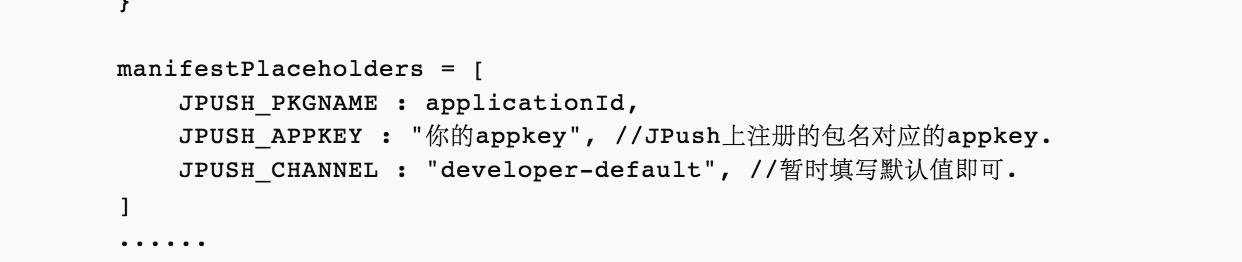 }
manifestPlaceholders = [
JPUSH_PKGNAME : applicationId,
JPUSH_APPKEY : "你的appkey", //JPush上注册的包名对应的appkey.
JPUSH_CHANNEL : "developer-default", //暂时填写默认值即可.
]
......